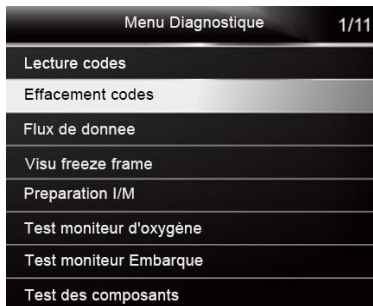 Menu Diagnostique 1/11
Lecture codes
Effacement codes
Flux de donnee
Visu freeze frame
Preparation I/M
Test moniteur d'oxygène
Test moniteur Embarque
Test des composants